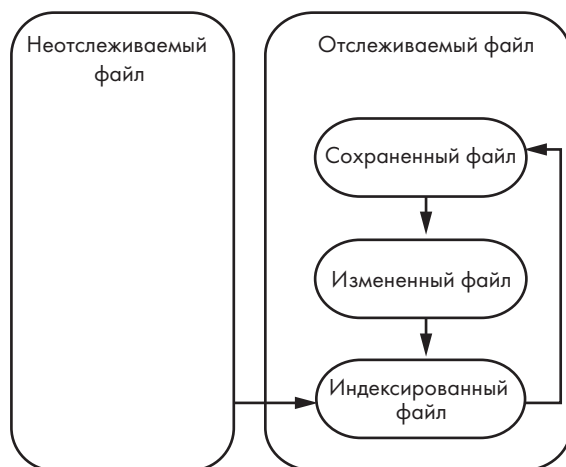 Неотслеживаемый
файл
Отслеживаемый файл
Сохраненный файл
Измененный файл
Индексированный
файл